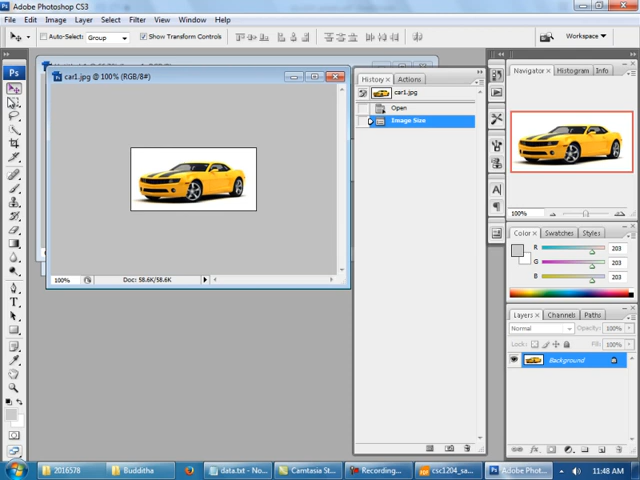 Adobe Photoshop CS3
File Edit Image Layer Select Filter View Window Help
Auto-Select: Group Show Transform Controls
Workspace
car1.jpg @ 100% (RGB/8#)
100% Doc: 58.6K/58.6K
History × Actions
car1.jpg
Open
Image Size
Navigator × Histogram Info
100%
Color × Swatches Styles
R 203
G 203
B 203
Layers × Channels Paths
Normal Opacity: 100%
Lock: Fill: 100%
Background
2016578 Budditha data.txt - No... Camtasia St... Recording... csc1204_sa... Adobe Phot... 11:48 AM